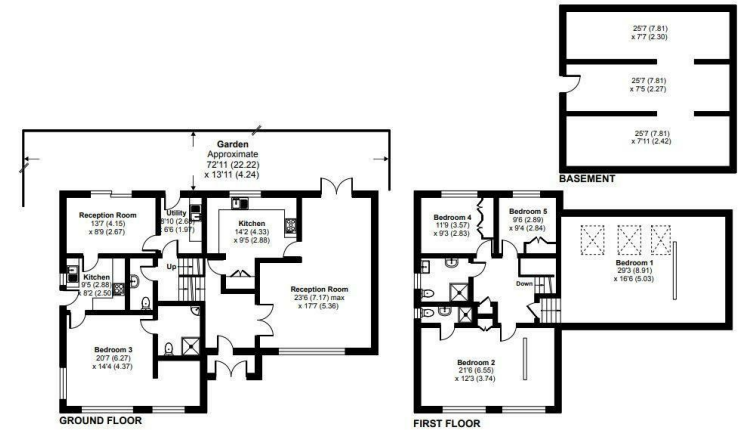 25'7 (7.81)
x 7'7 (2.30)
25'7 (7.81)
x 7'5 (2.27)
25'7 (7.81)
x 7'11 (2.42)
BASEMENT
Garden
Approximate
72'11 (22.22)
x 13'11 (4.24)
Reception Room
13'7 (4.15)
x 8'9 (2.67)
Utility
8'10 (2.68)
x 6'6 (1.97)
Kitchen
14'2 (4.33)
x 9'5 (2.88)
Kitchen
9'5 (2.88)
x 8'2 (2.50)
Up
Reception Room
23'6 (7.17) max
x 17'7 (5.36)
Bedroom 3
20'7 (6.27)
x 14'4 (4.37)
GROUND FLOOR
Bedroom 4
11'9 (3.57)
x 9'3 (2.83)
Bedroom 5
9'6 (2.89)
x 9'4 (2.84)
Down
Bedroom 1
29'3 (8.91)
x 16'6 (5.03)
Bedroom 2
21'6 (6.55)
x 12'3 (3.74)
FIRST FLOOR